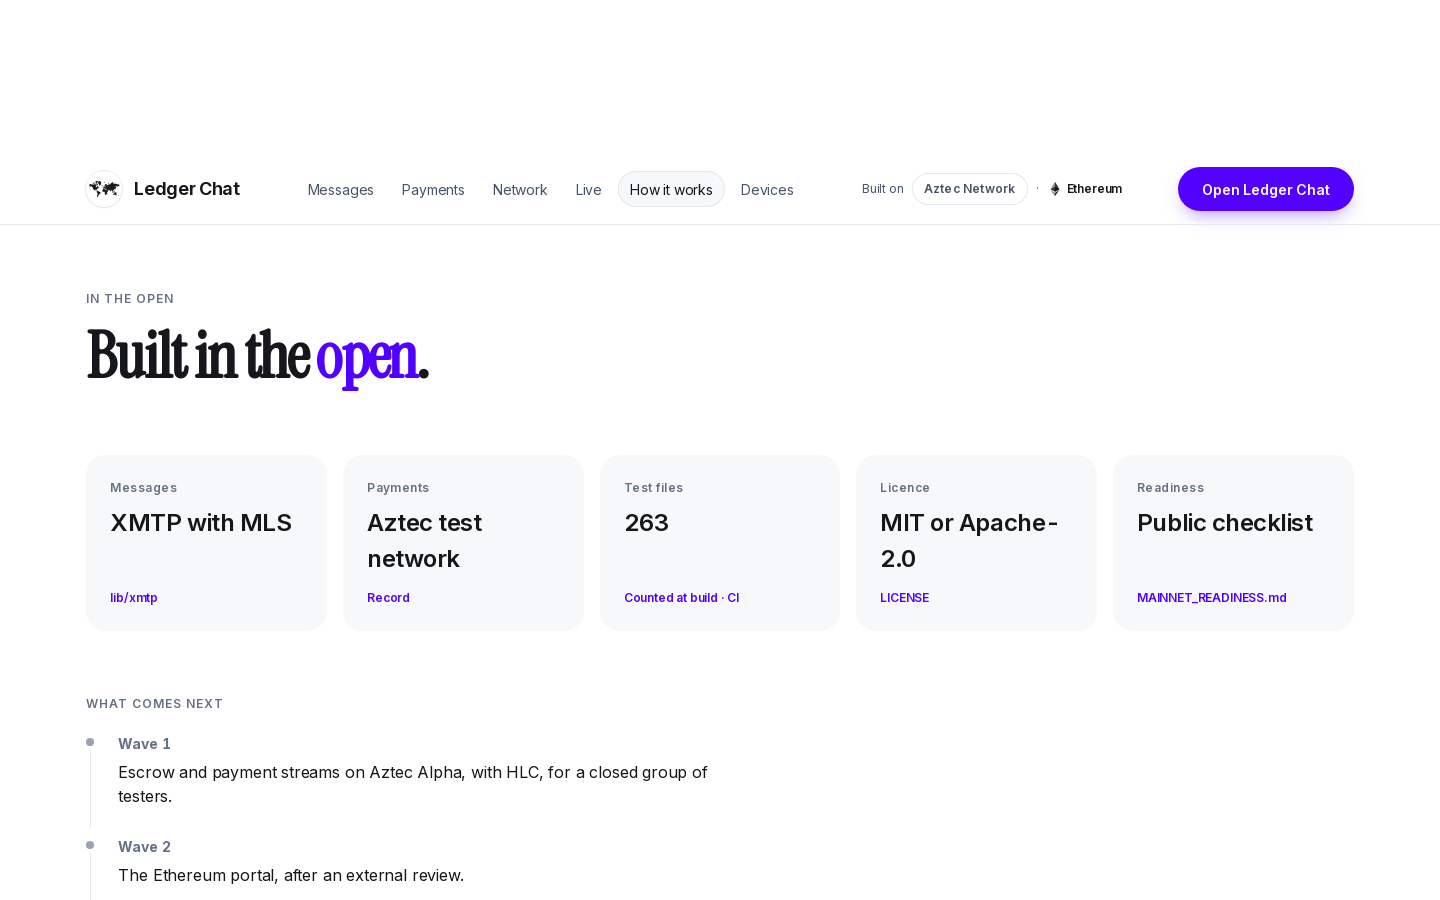 Ledger Chat
Messages
Payments
Network
Live
How it works
Devices
Built on
Aztec Network
·
Ethereum
Open Ledger Chat
IN THE OPEN
Built in the open.
Messages
XMTP with MLS
lib/xmtp
Payments
Aztec test
network
Record
Test files
263
Counted at build · CI
Licence
MIT or Apache-
2.0
LICENSE
Readiness
Public checklist
MAINNET_READINESS.md
WHAT COMES NEXT
Wave 1
Escrow and payment streams on Aztec Alpha, with HLC, for a closed group of
testers.
Wave 2
The Ethereum portal, after an external review.